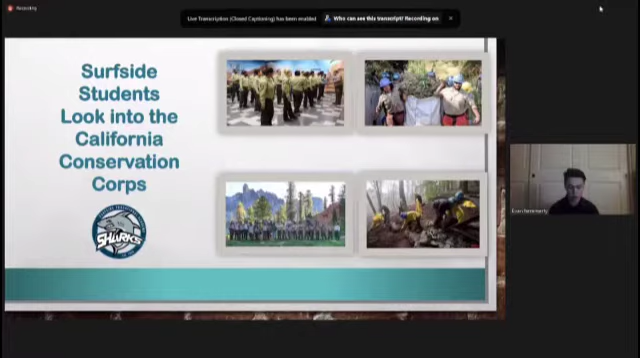 Recording
Live Transcription (Closed Captioning) has been enabled
Who can see this transcript? Recording on
Surfside
Students
Look into the
California
Conservation
Corps
SHARKS